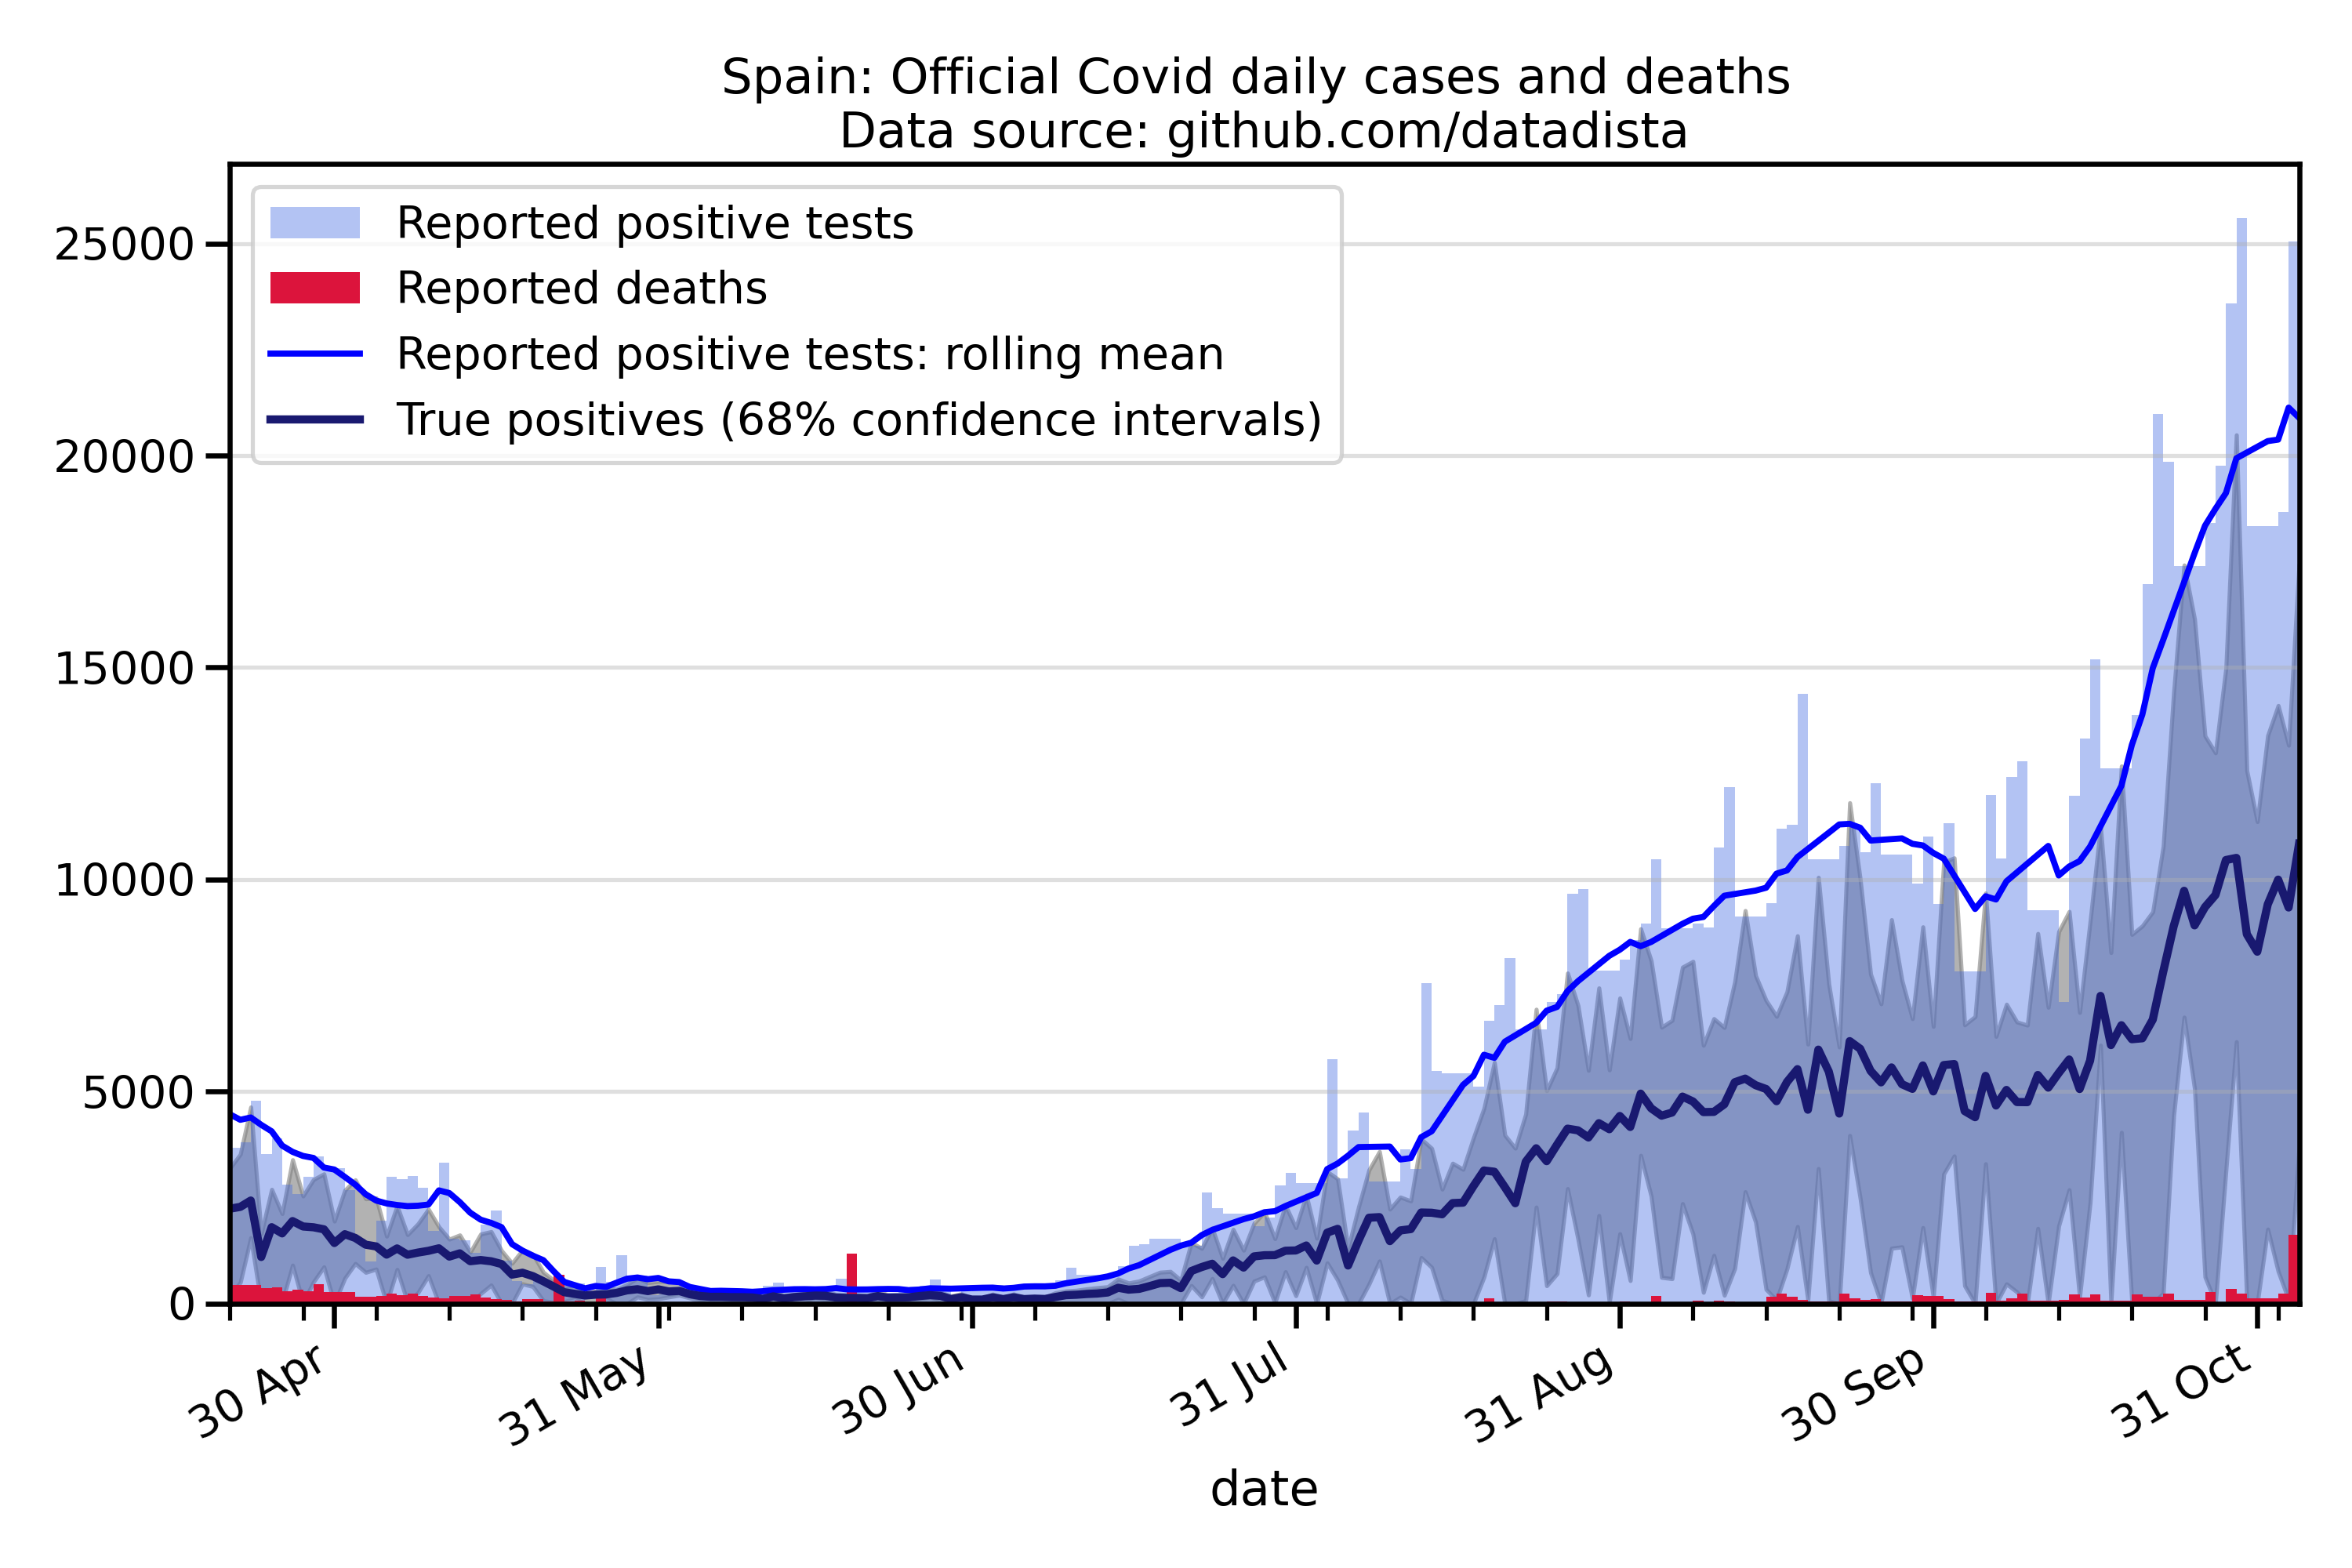 Spain: Official Covid daily cases and deaths
Data source: github.com/datadista
Reported positive tests
Reported deaths
Reported positive tests: rolling mean
True positives (68% confidence intervals)
25000
20000
15000
10000
5000
0
30 Apr
31 May
30 Jun
31 Jul
31 Aug
30 Sep
31 Oct
date